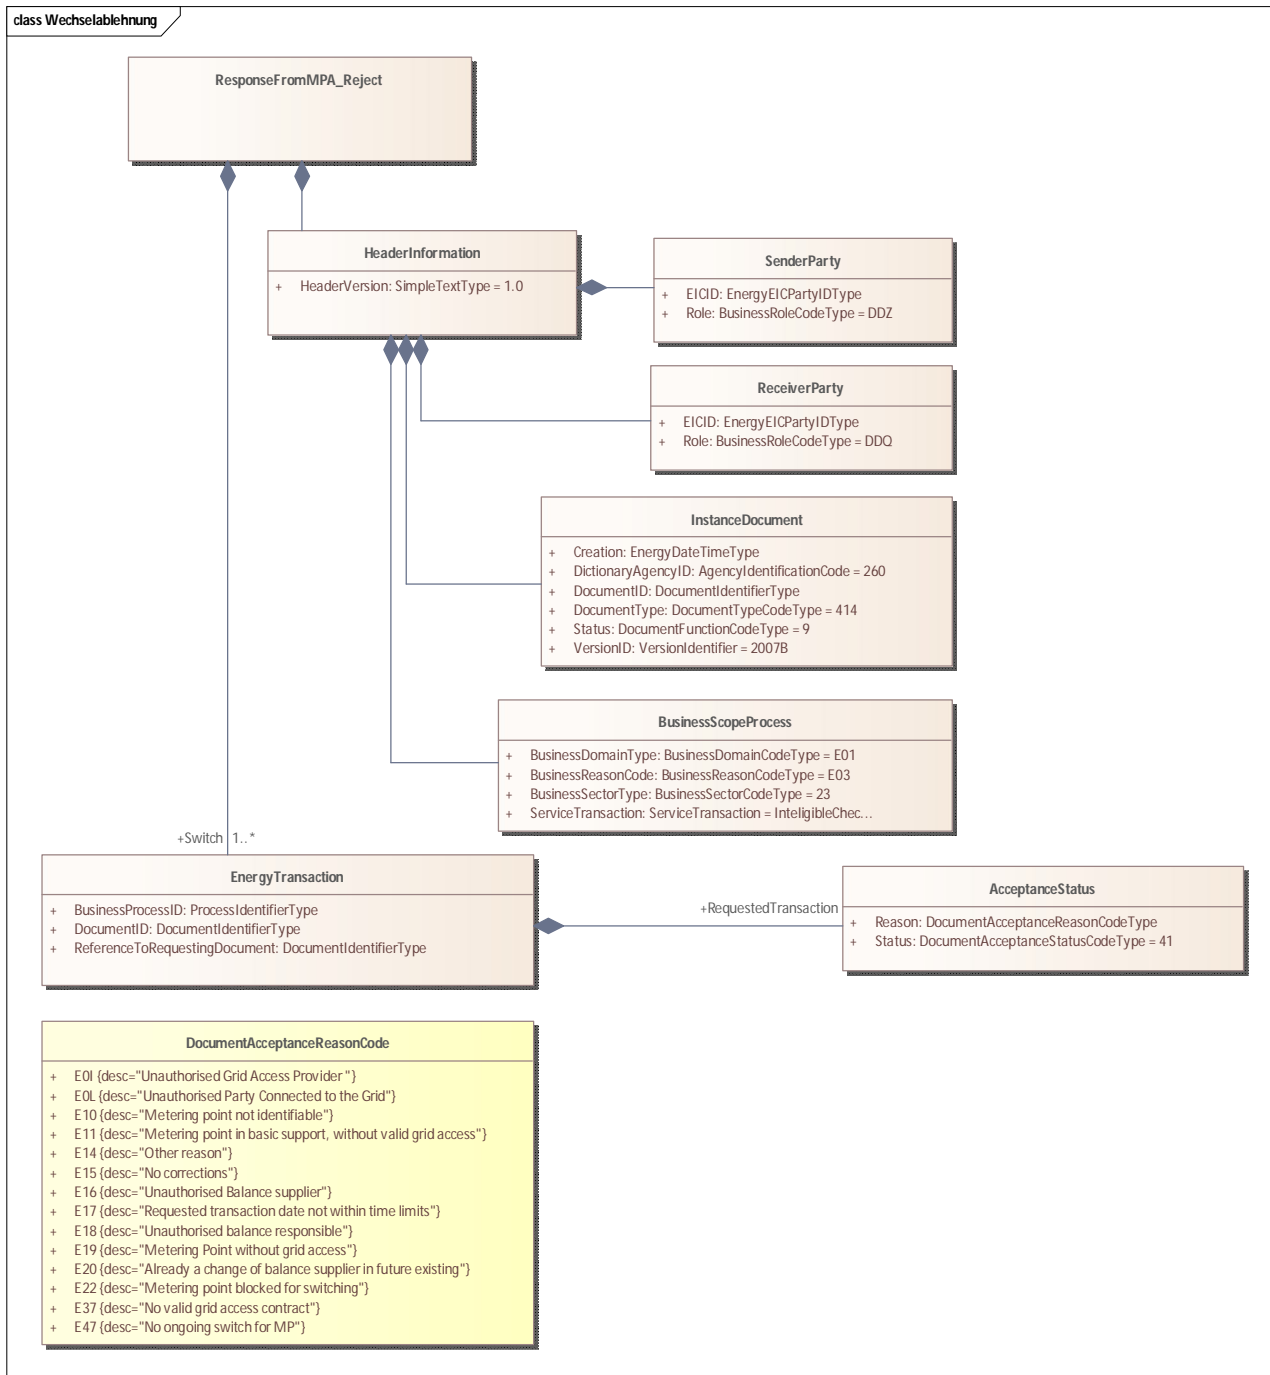 class Wechselablehnung
ResponseFromMPA_Reject
HeaderInformation
+ HeaderVersion: SimpleTextType = 1.0
SenderParty
+ EICID: EnergyEICPartyIDType
+ Role: BusinessRoleCodeType = DDZ
ReceiverParty
+ EICID: EnergyEICPartyIDType
+ Role: BusinessRoleCodeType = DDQ
InstanceDocument
+ Creation: EnergyDateTimeType
+ DictionaryAgencyID: AgencyIdentificationCode = 260
+ DocumentID: DocumentIdentifierType
+ DocumentType: DocumentTypeCodeType = 414
+ Status: DocumentFunctionCodeType = 9
+ VersionID: VersionIdentifier = 2007B
BusinessScopeProcess
+ BusinessDomainType: BusinessDomainCodeType = E01
+ BusinessReasonCode: BusinessReasonCodeType = E03
+ BusinessSectorType: BusinessSectorCodeType = 23
+ ServiceTransaction: ServiceTransaction = InteligibleChec...
+Switch 1..*
EnergyTransaction
+ BusinessProcessID: ProcessIdentifierType
+ DocumentID: DocumentIdentifierType
+ ReferenceToRequestingDocument: DocumentIdentifierType
+RequestedTransaction
AcceptanceStatus
+ Reason: DocumentAcceptanceReasonCodeType
+ Status: DocumentAcceptanceStatusCodeType = 41
DocumentAcceptanceReasonCode
+ E0I {desc="Unauthorised Grid Access Provider "}
+ E0L {desc="Unauthorised Party Connected to the Grid"}
+ E10 {desc="Metering point not identifiable"}
+ E11 {desc="Metering point in basic support, without valid grid access"}
+ E14 {desc="Other reason"}
+ E15 {desc="No corrections"}
+ E16 {desc="Unauthorised Balance supplier"}
+ E17 {desc="Requested transaction date not within time limits"}
+ E18 {desc="Unauthorised balance responsible"}
+ E19 {desc="Metering Point without grid access"}
+ E20 {desc="Already a change of balance supplier in future existing"}
+ E22 {desc="Metering point blocked for switching"}
+ E37 {desc="No valid grid access contract"}
+ E47 {desc="No ongoing switch for MP"}